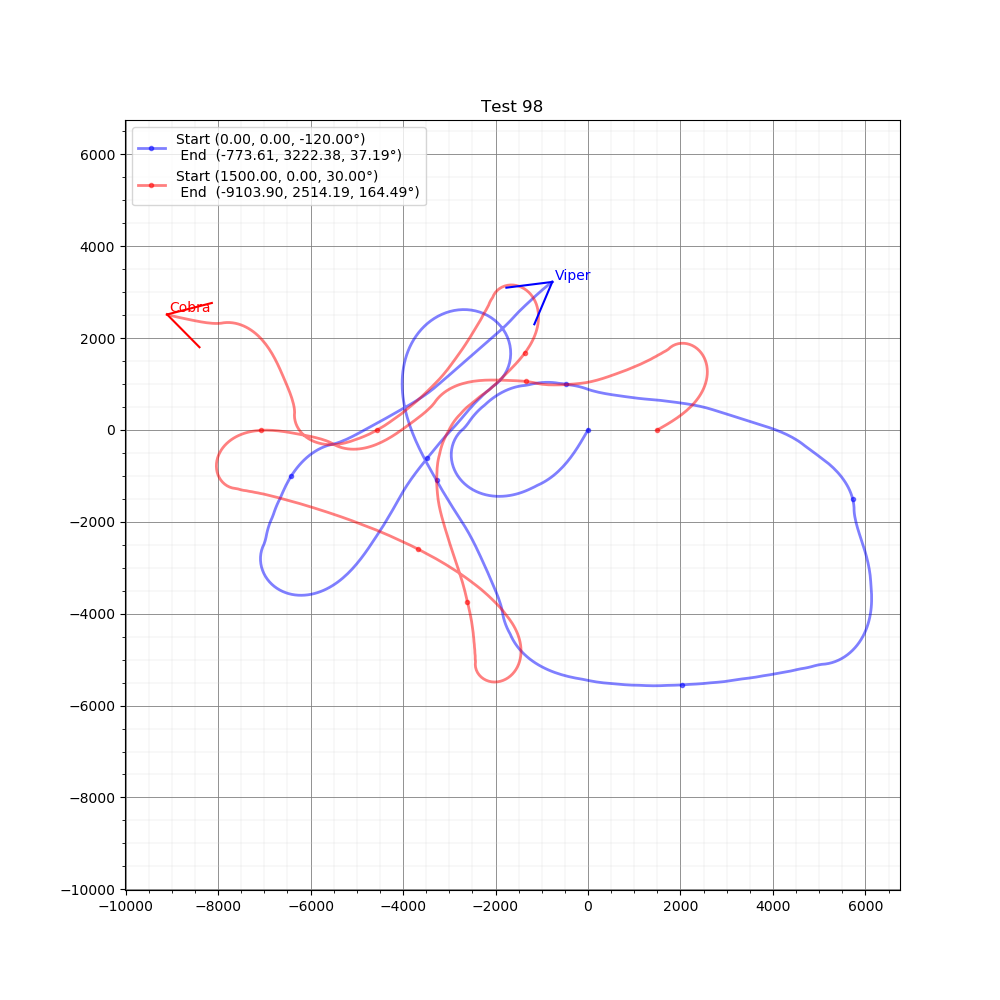 Test 98
Start (0.00, 0.00, -120.00°)
End (-773.61, 3222.38, 37.19°)
Start (1500.00, 0.00, 30.00°)
End (-9103.90, 2514.19, 164.49°)
6000
4000
2000
0
−2000
−4000
−6000
−8000
−10000
Viper
Cobra
−10000 −8000 −6000 −4000 −2000 0 2000 4000 6000